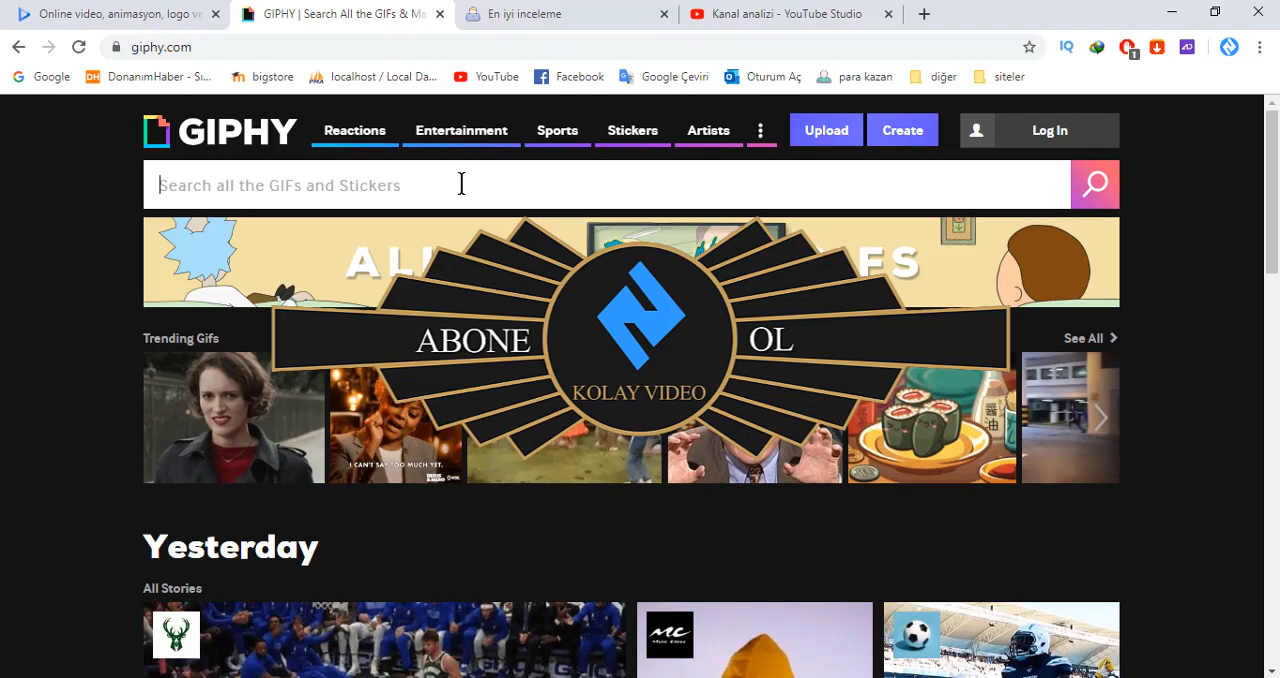 Online video, animasyon, logo ve
GIPHY | Search All the GIFs & Ma
En iyi inceleme
Kanal analizi - YouTube Studio
giphy.com
1
Google
DH
DonanımHaber - Si...
bigstore
localhost / Local Da...
YouTube
Facebook
Google Çeviri
Oturum Aç
para kazan
diğer
siteler
GIPHY
Reactions
Entertainment
Sports
Stickers
Artists
Upload
Create
Log In
Search all the GIFs and Stickers
ABONE
OL
KOLAY VIDEO
Trending Gifs
See All
I CAN'T SAY TOO MUCH YET.
Yesterday
All Stories